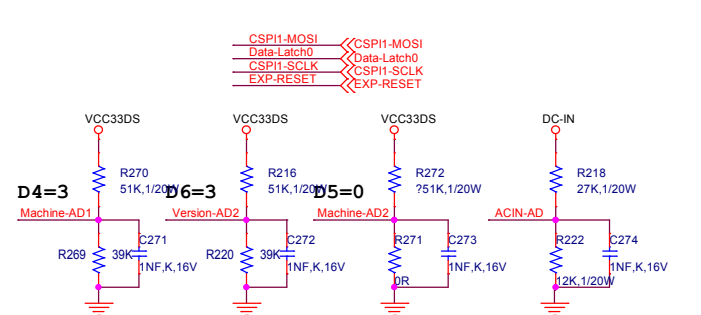 CSPI1-MOSI CSPI1-MOSI
Data-Latch0 Data-Latch0
CSPI1-SCLK CSPI1-SCLK
EXP-RESET EXP-RESET
VCC33DS VCC33DS VCC33DS DC-IN
R270 R216 R272 R218
51K,1/20W 51K,1/20W ?51K,1/20W 27K,1/20W
D4=3 D6=3 D5=0
Machine-AD1 Version-AD2 Machine-AD2 ACIN-AD
C271 C272 R271 C273 R222 C274
R269 39K R220 39K
1NF,K,16V 1NF,K,16V 1NF,K,16V 1NF,K,16V
0R 12K,1/20W